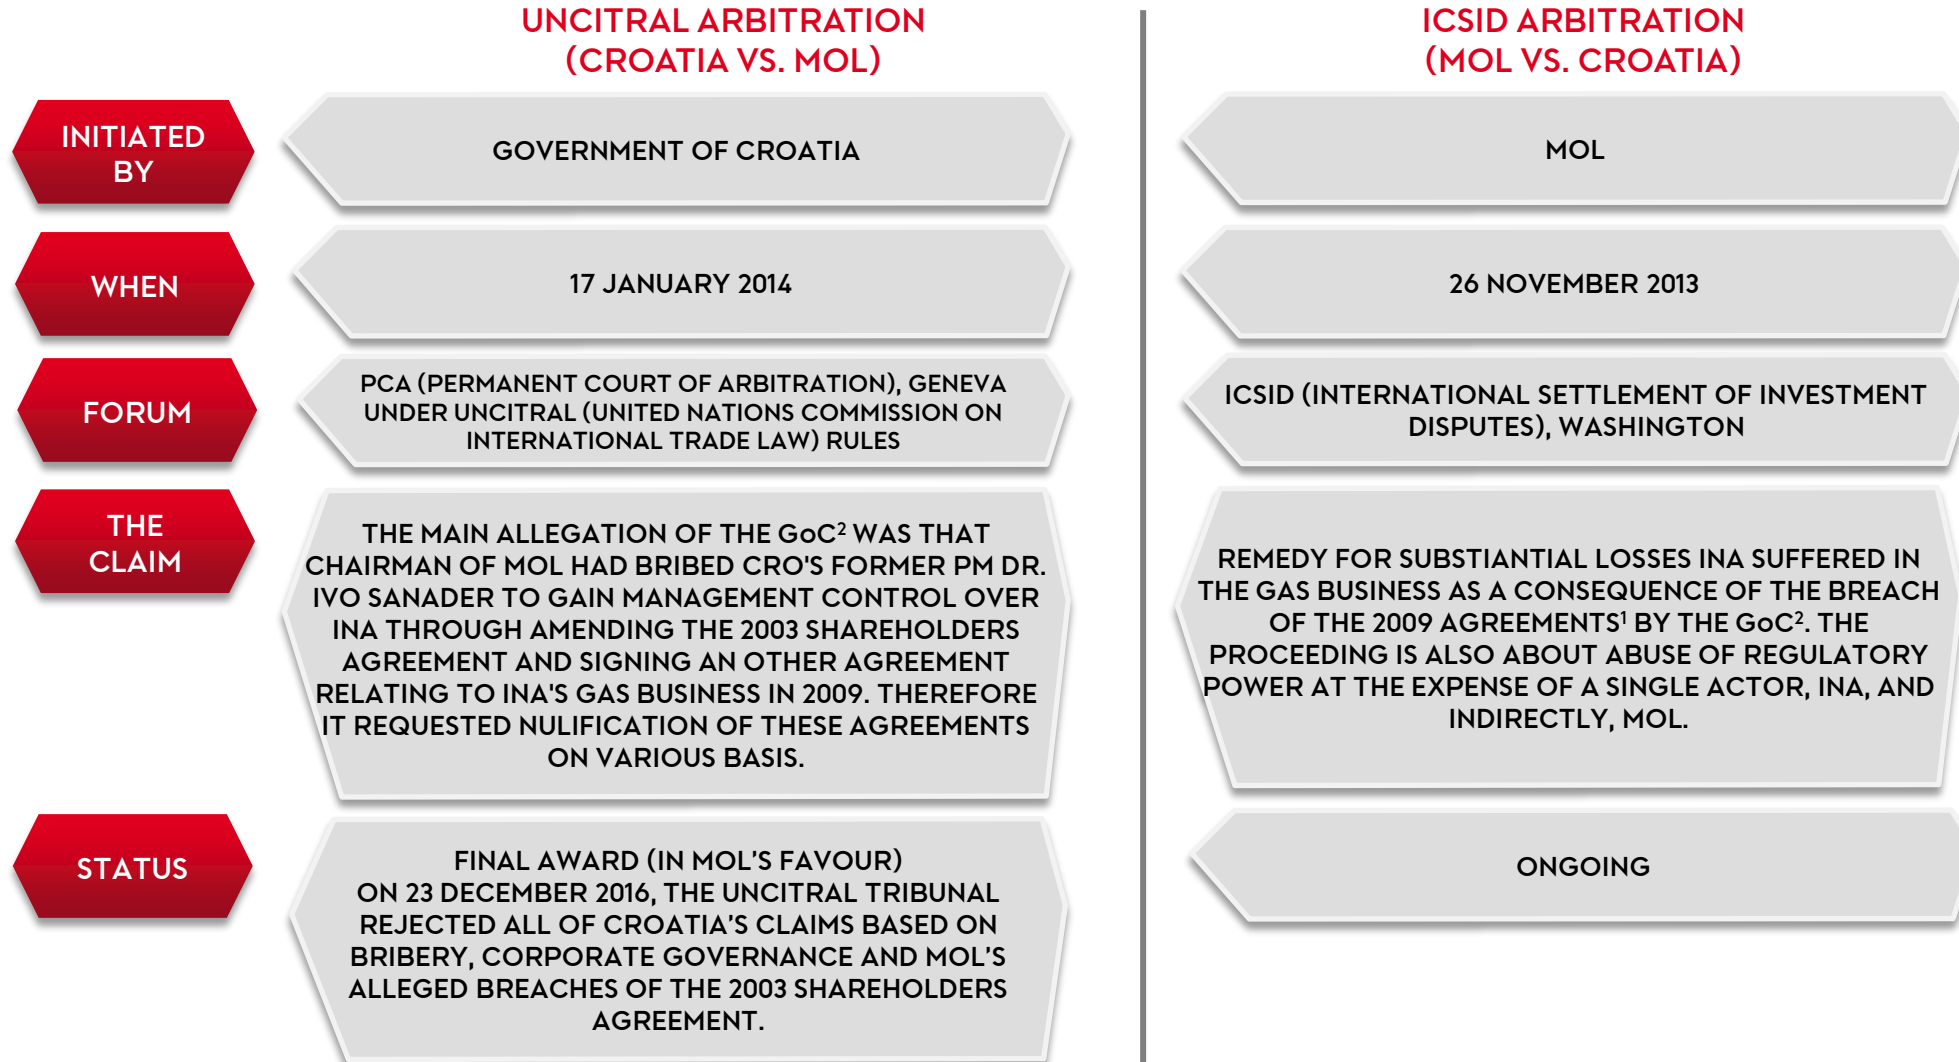 UNCITRAL ARBITRATION
(CROATIA VS. MOL)
ICSID ARBITRATION
(MOL VS. CROATIA)
INITIATED
BY
GOVERNMENT OF CROATIA
MOL
WHEN
17 JANUARY 2014
26 NOVEMBER 2013
FORUM
PCA (PERMANENT COURT OF ARBITRATION), GENEVA
UNDER UNCITRAL (UNITED NATIONS COMMISSION ON
INTERNATIONAL TRADE LAW) RULES
ICSID (INTERNATIONAL SETTLEMENT OF INVESTMENT
DISPUTES), WASHINGTON
THE
CLAIM
THE MAIN ALLEGATION OF THE GoC² WAS THAT
CHAIRMAN OF MOL HAD BRIBED CRO'S FORMER PM DR.
IVO SANADER TO GAIN MANAGEMENT CONTROL OVER
INA THROUGH AMENDING THE 2003 SHAREHOLDERS
AGREEMENT AND SIGNING AN OTHER AGREEMENT
RELATING TO INA'S GAS BUSINESS IN 2009. THEREFORE
IT REQUESTED NULIFICATION OF THESE AGREEMENTS
ON VARIOUS BASIS.
REMEDY FOR SUBSTIANTIAL LOSSES INA SUFFERED IN
THE GAS BUSINESS AS A CONSEQUENCE OF THE BREACH
OF THE 2009 AGREEMENTS¹ BY THE GoC². THE
PROCEEDING IS ALSO ABOUT ABUSE OF REGULATORY
POWER AT THE EXPENSE OF A SINGLE ACTOR, INA, AND
INDIRECTLY, MOL.
STATUS
FINAL AWARD (IN MOL'S FAVOUR)
ON 23 DECEMBER 2016, THE UNCITRAL TRIBUNAL
REJECTED ALL OF CROATIA'S CLAIMS BASED ON
BRIBERY, CORPORATE GOVERNANCE AND MOL'S
ALLEGED BREACHES OF THE 2003 SHAREHOLDERS
AGREEMENT.
ONGOING